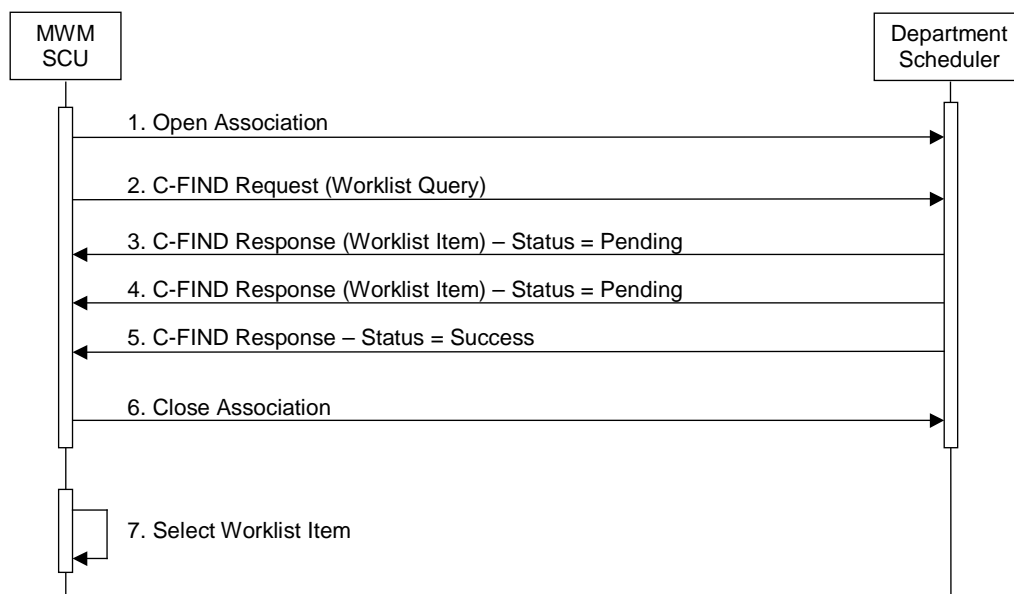 MWM
SCU
Department
Scheduler
1. Open Association
2. C-FIND Request (Worklist Query)
3. C-FIND Response (Worklist Item) – Status = Pending
4. C-FIND Response (Worklist Item) – Status = Pending
5. C-FIND Response – Status = Success
6. Close Association
7. Select Worklist Item